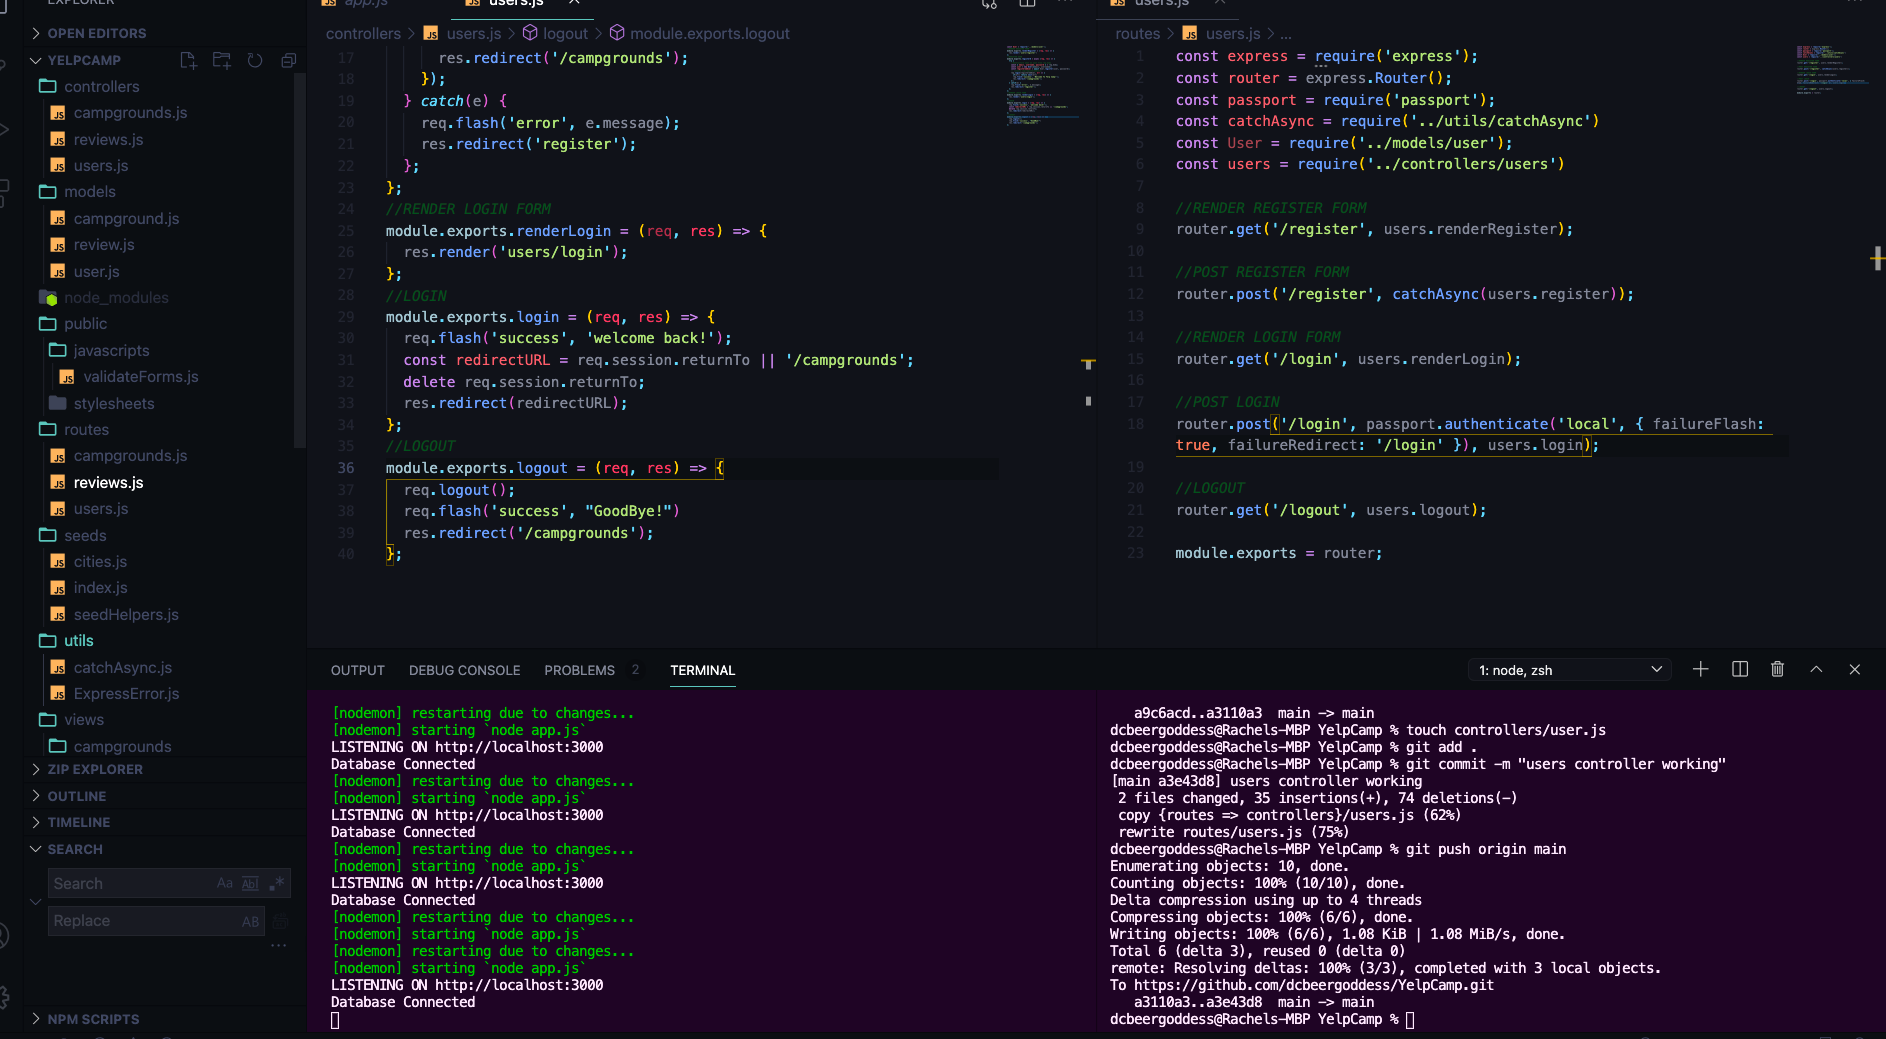 EXPLORER
OPEN EDITORS
YELPCAMP
controllers
campgrounds.js
reviews.js
users.js
models
campground.js
review.js
user.js
node_modules
public
javascripts
validateForms.js
stylesheets
routes
campgrounds.js
reviews.js
users.js
seeds
cities.js
index.js
seedHelpers.js
utils
catchAsync.js
ExpressError.js
views
campgrounds
ZIP EXPLORER
OUTLINE
TIMELINE
SEARCH
Search Aa Ab| .*
Replace AB
...
NPM SCRIPTS
JS app.js JS users.js
controllers > JS users.js > logout > module.exports.logout
17 res.redirect('/campgrounds');
18 });
19 } catch(e) {
20 req.flash('error', e.message);
21 res.redirect('register');
22 };
23 };
24 //RENDER LOGIN FORM
25 module.exports.renderLogin = (req, res) => {
26 res.render('users/login');
27 };
28 //LOGIN
29 module.exports.login = (req, res) => {
30 req.flash('success', 'welcome back!');
31 const redirectURL = req.session.returnTo || '/campgrounds';
32 delete req.session.returnTo;
33 res.redirect(redirectURL);
34 };
35 //LOGOUT
36 module.exports.logout = (req, res) => {
37 req.logout();
38 req.flash('success', "GoodBye!")
39 res.redirect('/campgrounds');
40 };
JS users.js
routes > JS users.js > ...
1 const express = require('express');
2 const router = express.Router();
3 const passport = require('passport');
4 const catchAsync = require('../utils/catchAsync')
5 const User = require('../models/user');
6 const users = require('../controllers/users')
7
8 //RENDER REGISTER FORM
9 router.get('/register', users.renderRegister);
10
11 //POST REGISTER FORM
12 router.post('/register', catchAsync(users.register));
13
14 //RENDER LOGIN FORM
15 router.get('/login', users.renderLogin);
16
17 //POST LOGIN
18 router.post('/login', passport.authenticate('local', { failureFlash:
true, failureRedirect: '/login' }), users.login);
19
20 //LOGOUT
21 router.get('/logout', users.logout);
22
23 module.exports = router;
OUTPUT DEBUG CONSOLE PROBLEMS 2 TERMINAL 1: node, zsh
[nodemon] restarting due to changes...
[nodemon] starting `node app.js`
LISTENING ON http://localhost:3000
Database Connected
[nodemon] restarting due to changes...
[nodemon] starting `node app.js`
LISTENING ON http://localhost:3000
Database Connected
[nodemon] restarting due to changes...
[nodemon] starting `node app.js`
LISTENING ON http://localhost:3000
Database Connected
[nodemon] restarting due to changes...
[nodemon] starting `node app.js`
[nodemon] restarting due to changes...
[nodemon] starting `node app.js`
LISTENING ON http://localhost:3000
Database Connected
a9c6acd..a3110a3 main -> main
dcbeergoddess@Rachels-MBP YelpCamp % touch controllers/user.js
dcbeergoddess@Rachels-MBP YelpCamp % git add .
dcbeergoddess@Rachels-MBP YelpCamp % git commit -m "users controller working"
[main a3e43d8] users controller working
2 files changed, 35 insertions(+), 74 deletions(-)
copy {routes => controllers}/users.js (62%)
rewrite routes/users.js (75%)
dcbeergoddess@Rachels-MBP YelpCamp % git push origin main
Enumerating objects: 10, done.
Counting objects: 100% (10/10), done.
Delta compression using up to 4 threads
Compressing objects: 100% (6/6), done.
Writing objects: 100% (6/6), 1.08 KiB | 1.08 MiB/s, done.
Total 6 (delta 3), reused 0 (delta 0)
remote: Resolving deltas: 100% (3/3), completed with 3 local objects.
To https://github.com/dcbeergoddess/YelpCamp.git
a3110a3..a3e43d8 main -> main
dcbeergoddess@Rachels-MBP YelpCamp %